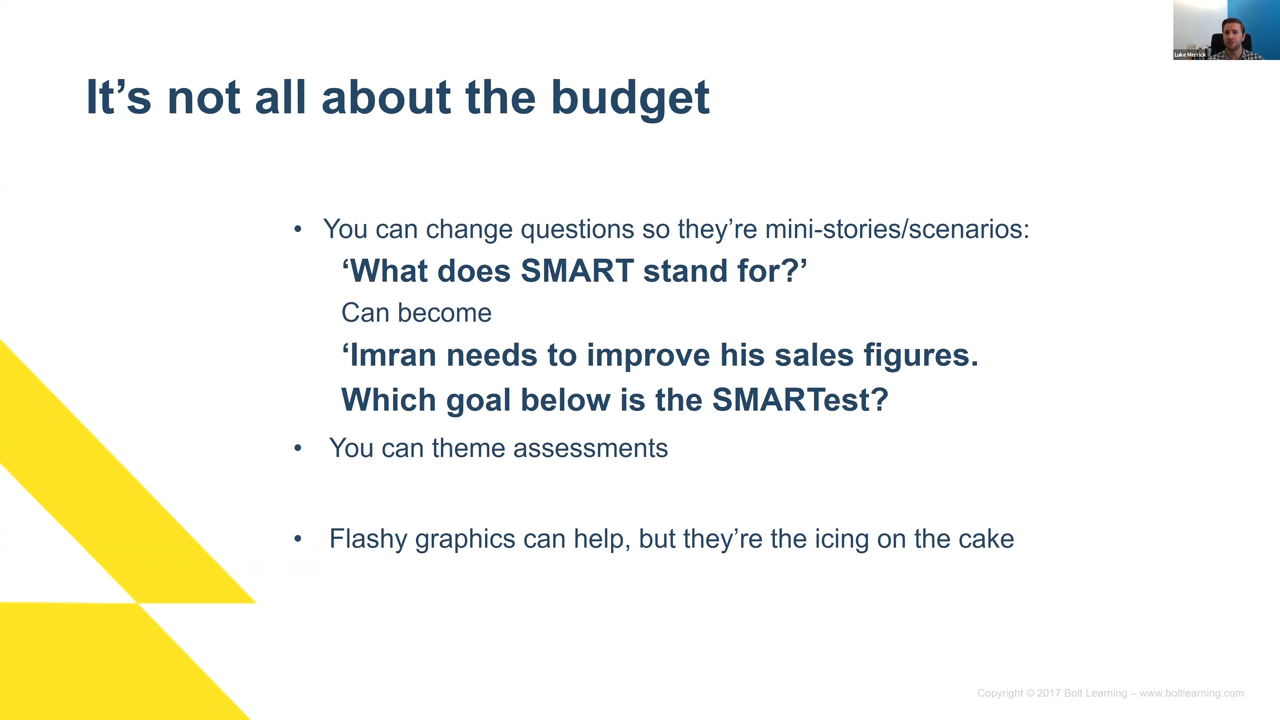 Luke Merrick
It’s not all about the budget
• You can change questions so they’re mini-stories/scenarios:
‘What does SMART stand for?’
Can become
‘Imran needs to improve his sales figures.
Which goal below is the SMARTest?
• You can theme assessments
• Flashy graphics can help, but they’re the icing on the cake
Copyright © 2017 Bolt Learning – www.boltlearning.com